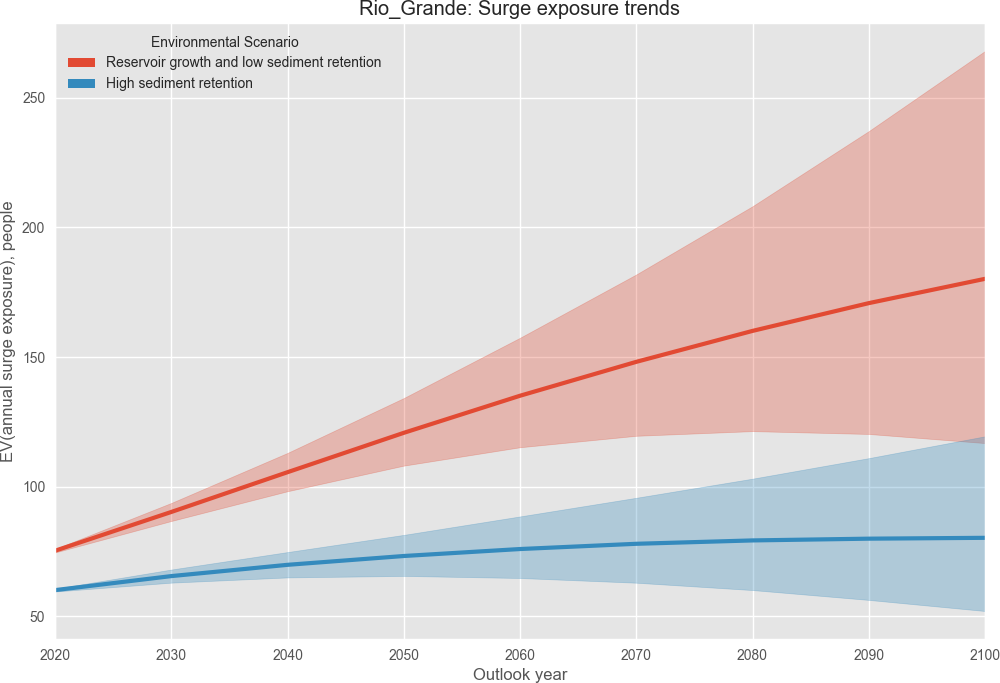 Rio_Grande: Surge exposure trends
Environmental Scenario
Reservoir growth and low sediment retention
High sediment retention
EV(annual surge exposure), people
250
200
150
100
50
2020 2030 2040 2050 2060 2070 2080 2090 2100
Outlook year